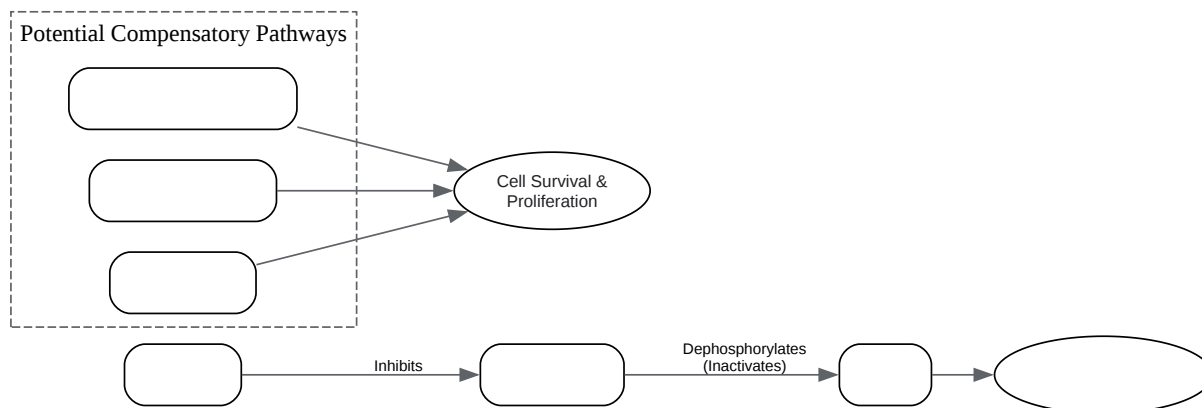 Potential Compensatory Pathways
Cell Survival &
Proliferation
Inhibits
Dephosphorylates
(Inactivates)